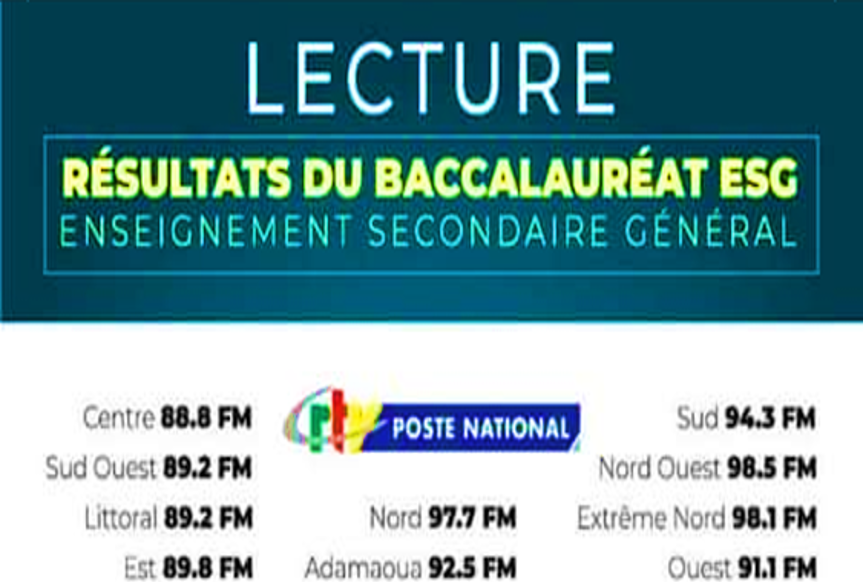 LECTURE
RÉSULTATS DU BACCALAURÉAT ESG
ENSEIGNEMENT SECONDAIRE GÉNÉRAL
Centre 88.8 FM
Sud Ouest 89.2 FM
Littoral 89.2 FM
Est 89.8 FM
crtv POSTE NATIONAL
Nord 97.7 FM
Adamaoua 92.5 FM
Sud 94.3 FM
Nord Ouest 98.5 FM
Extrême Nord 98.1 FM
Ouest 91.1 FM